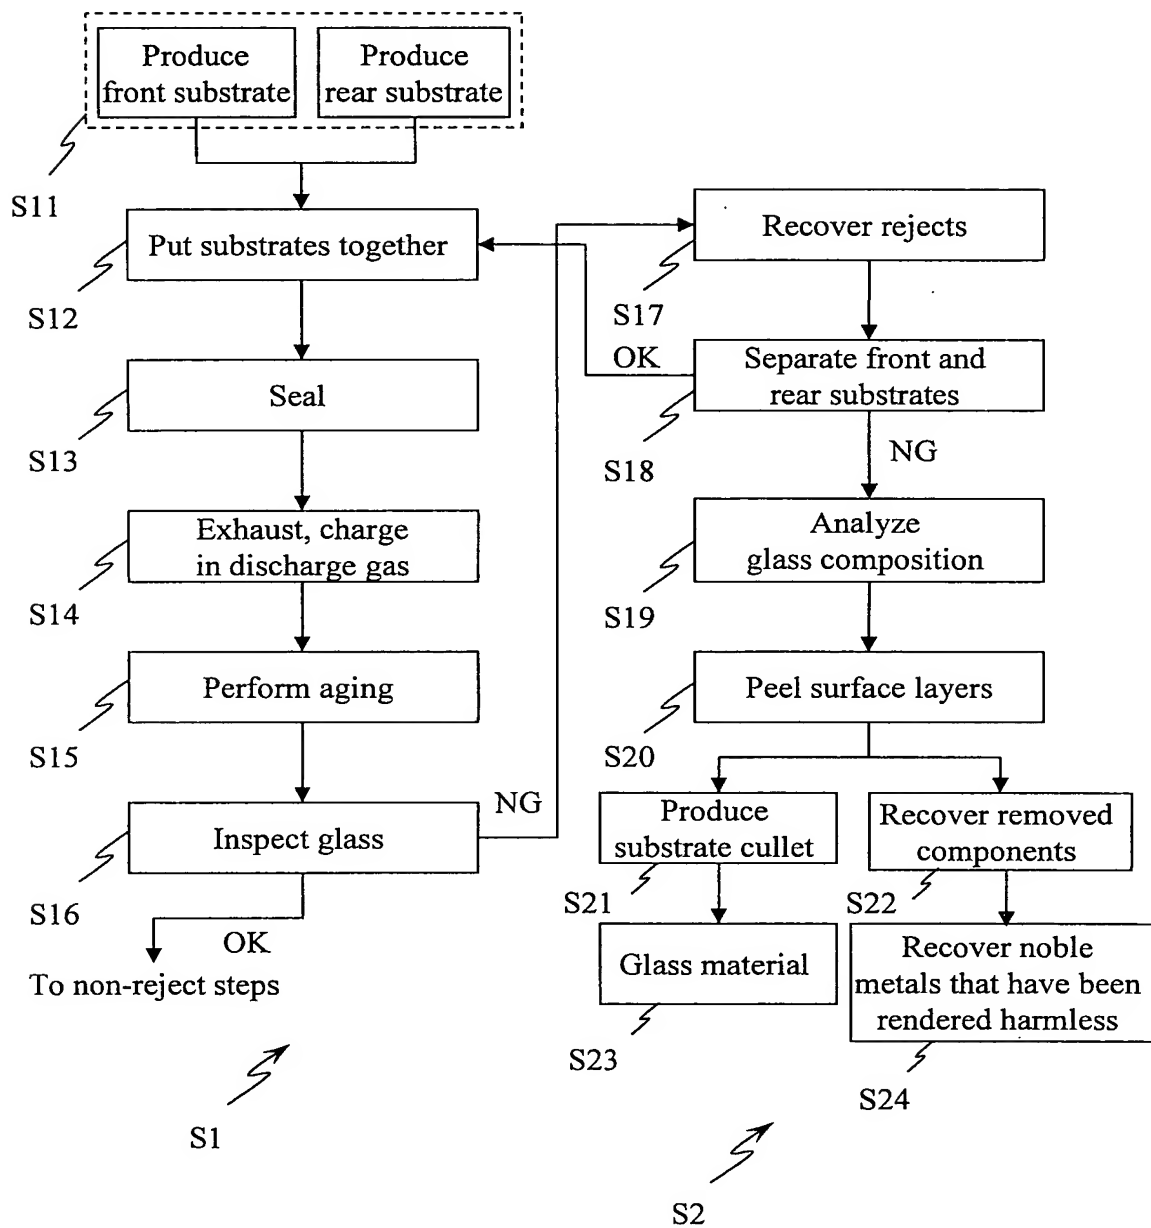 Produce
front substrate
Produce
rear substrate
S11
Put substrates together
S12
Seal
S13
Exhaust, charge
in discharge gas
S14
Perform aging
S15
Inspect glass
NG
S16
OK
To non-reject steps
S1
Recover rejects
S17
OK
Separate front and
rear substrates
S18
NG
Analyze
glass composition
S19
Peel surface layers
S20
Produce
substrate cullet
S21
Recover removed
components
S22
Glass material
S23
Recover noble
metals that have been
rendered harmless
S24
S2